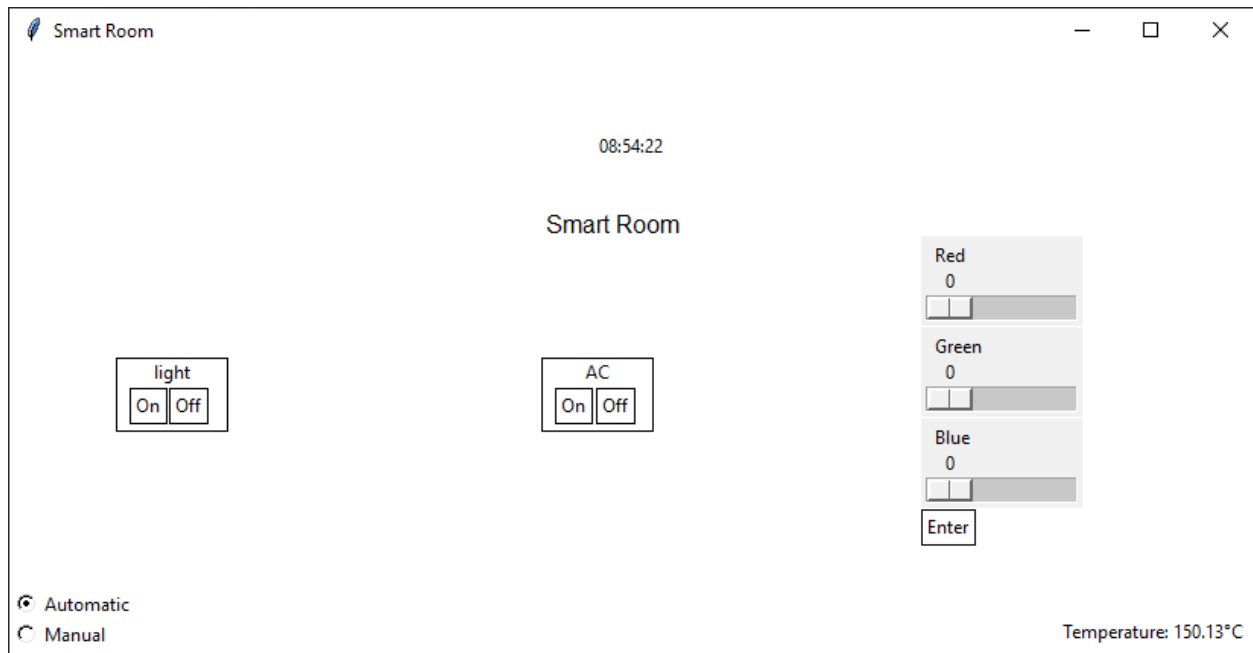 Smart Room
08:54:22
Smart Room
Red
0
Green
0
light
AC
On Off
On Off
Blue
0
Enter
Automatic
Manual
Temperature: 150.13°C